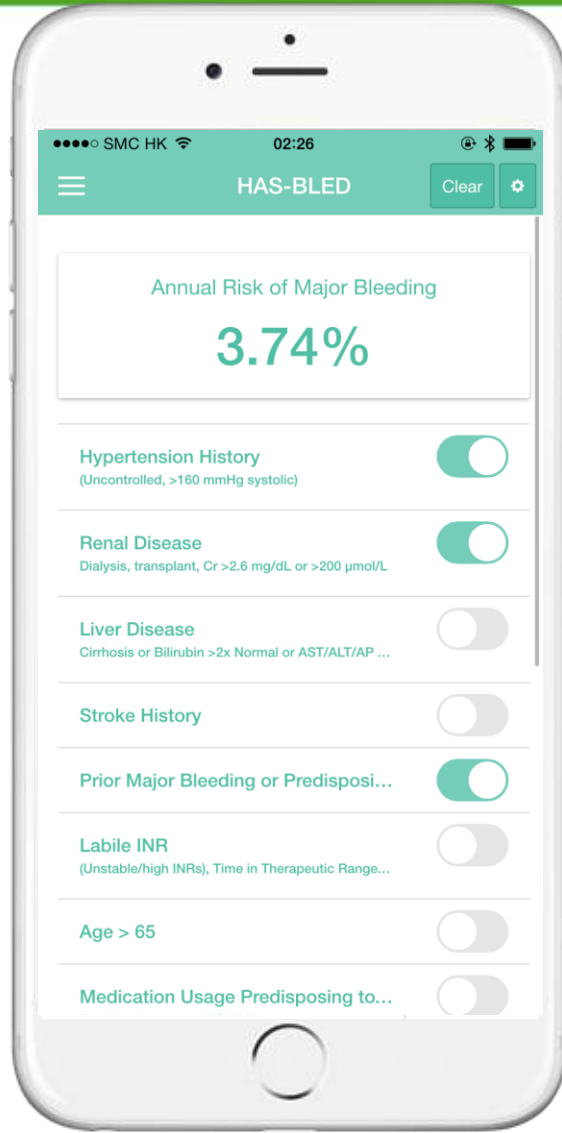 SMC HK
02:26
HAS-BLED
Clear
Annual Risk of Major Bleeding
3.74%
Hypertension History
(Uncontrolled, >160 mmHg systolic)
Renal Disease
Dialysis, transplant, Cr >2.6 mg/dL or >200 µmol/L
Liver Disease
Cirrhosis or Bilirubin >2x Normal or AST/ALT/AP ...
Stroke History
Prior Major Bleeding or Predisposi...
Labile INR
(Unstable/high INRs), Time in Therapeutic Range...
Age > 65
Medication Usage Predisposing to...